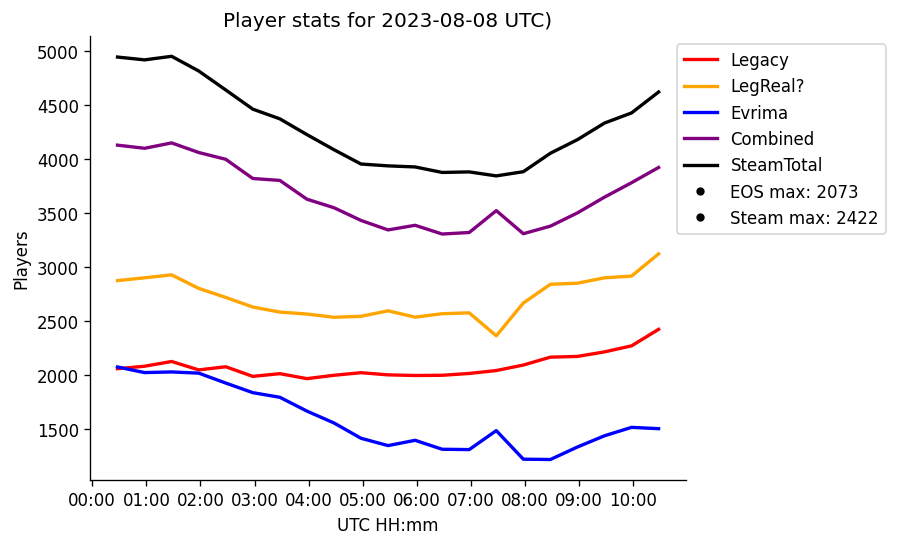 Player stats for 2023-08-08 UTC)
5000
4500
4000
3500
3000
2500
2000
1500
Players
00:00 01:00 02:00 03:00 04:00 05:00 06:00 07:00 08:00 09:00 10:00
UTC HH:mm
Legacy
LegReal?
Evrima
Combined
SteamTotal
EOS max: 2073
Steam max: 2422